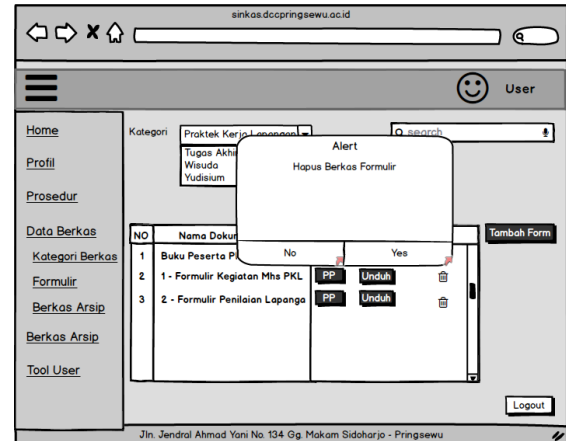 sinkas.dccpringsewu.ac.id
User
Home
Profil
Prosedur
Data Berkas
Kategori Berkas
Formulir
Berkas Arsip
Berkas Arsip
Tool User
Kategori
Praktek Kerja Lapangan
Tugas Akhir
Wisuda
Yudisium
search
Alert
Hapus Berkas Formulir
No
Yes
Tambah Form
NO Nama Dokum
1 Buku Peserta P
2 1 - Formulir Kegiatan Mhs PKL PP Unduh
3 2 - Formulir Penilaian Lapanga PP Unduh
Logout
Jln. Jendral Ahmad Yani No. 134 Gg. Makam Sidoharjo - Pringsewu